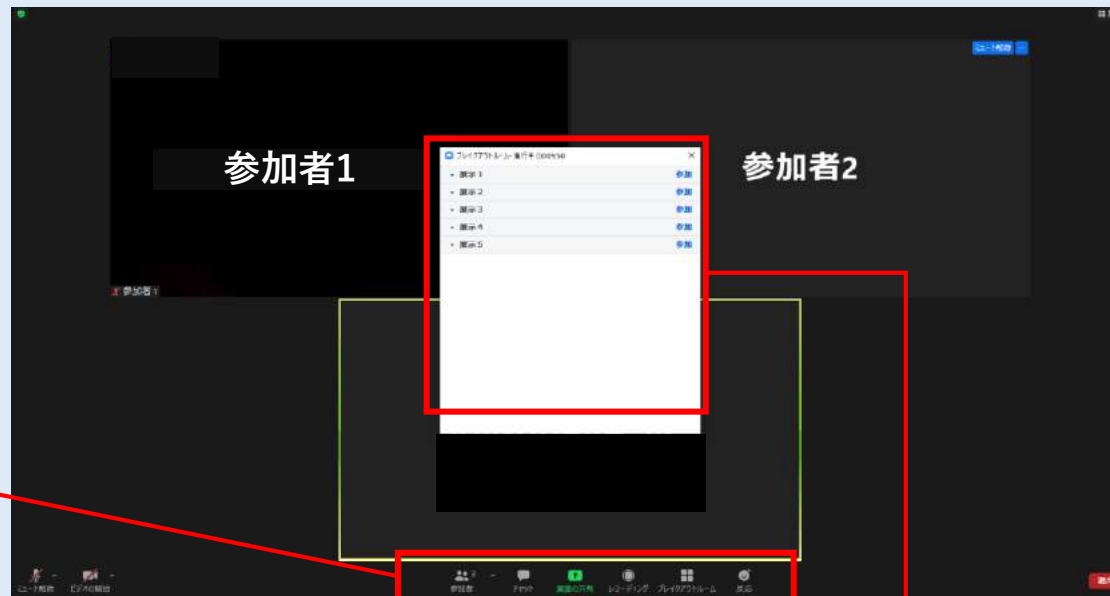 ミュート解除
参加者1
参加者2
ブレイクアウトルーム - 進行中
展示 1 参加
展示 2 参加
展示 3 参加
展示 4 参加
展示 5 参加
参加者 1
ミュート解除
ビデオの開始
参加者
チャット
画面の共有
レコーディング
ブレイクアウトルーム
反応